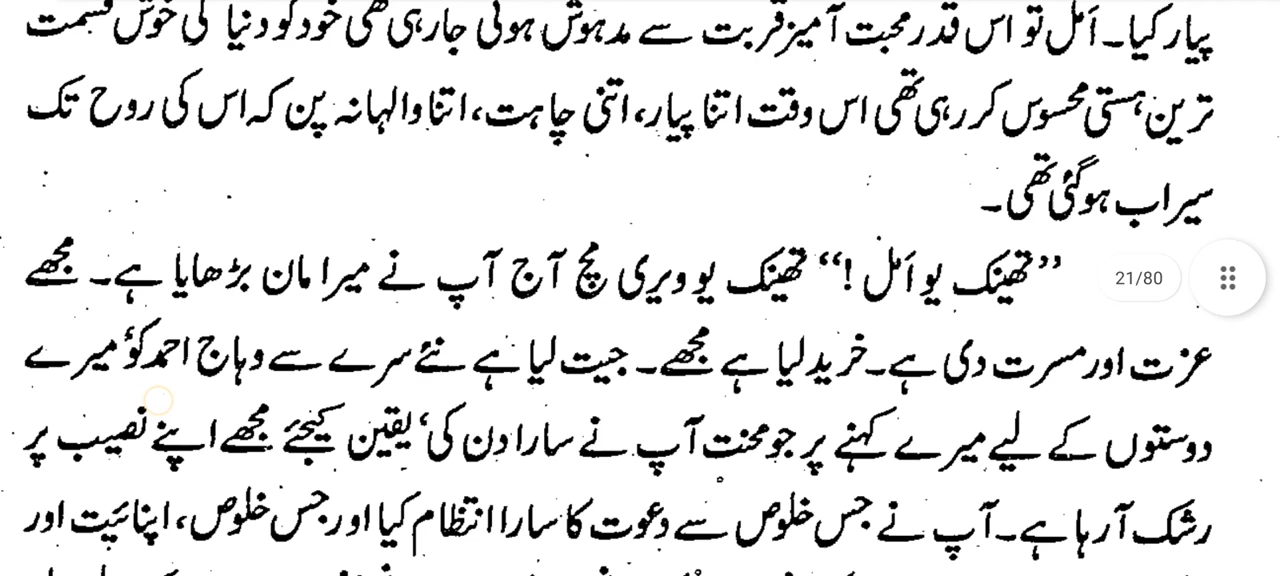 پیار کیا۔ اَمل تو اس قدر محبت آمیز قربت سے مدہوش ہوئی جارہی تھی خود کو دنیا کی خوش قسمت
ترین ہستی محسوس کر رہی تھی اس وقت اتنا پیار، اتنی چاہت، اتنا والہانہ پن کہ اس کی روح تک
سیراب ہوگئی تھی۔
”تھینک یو اَمل !“ تھینک یو ویری مچ آج آپ نے میرا مان بڑھایا ہے۔ مجھے
21/80
عزت اور مسرت دی ہے۔ خرید لیا ہے مجھے۔ جیت لیا ہے نئے سرے سے وہاج احمد کوٗ میرے
دوستوں کے لیے میرے کہنے پر جو محنت آپ نے سارا دن کی‘ یقین کیجئے مجھے اپنے نصیب پر
رشک آرہا ہے۔ آپ نے جس خلوص سے دعوت کا سارا انتظام کیا اور جس خلوص، اپنائیت اور